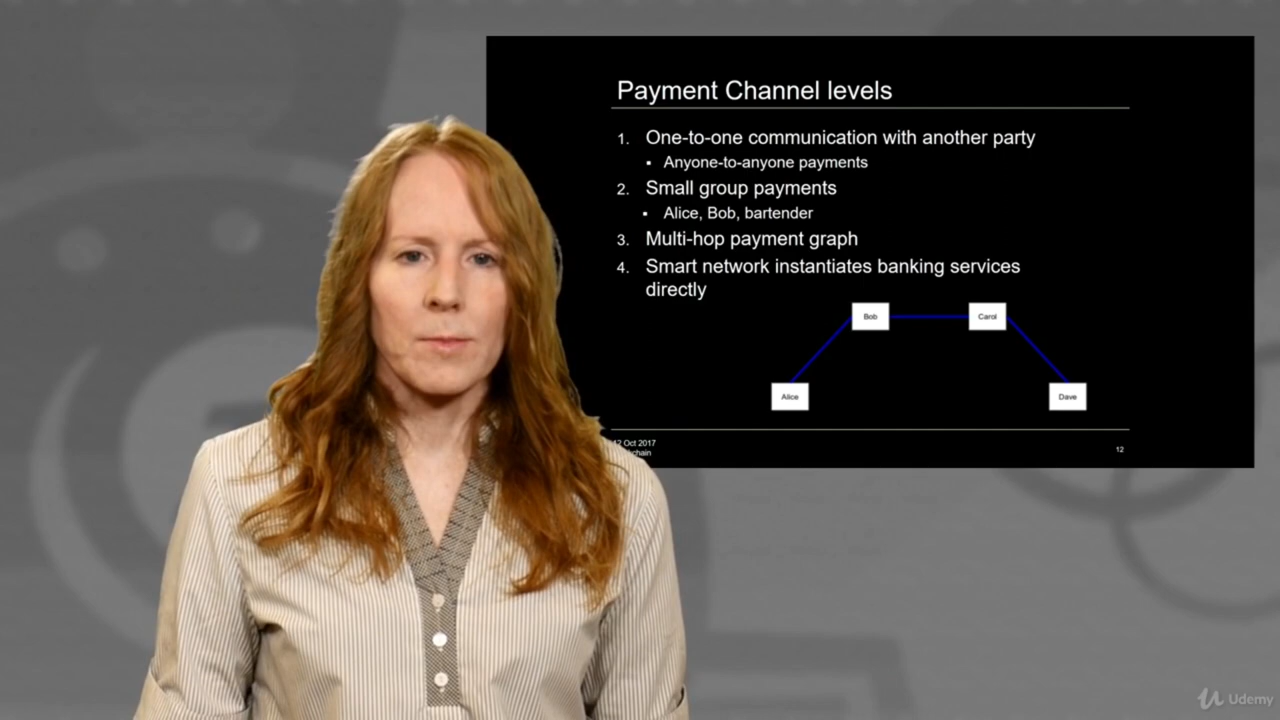 Payment Channel levels
1. One-to-one communication with another party
▪ Anyone-to-anyone payments
2. Small group payments
▪ Alice, Bob, bartender
3. Multi-hop payment graph
4. Smart network instantiates banking services
directly
Bob
Carol
Alice
Dave
12 Oct 2017
12
Udemy